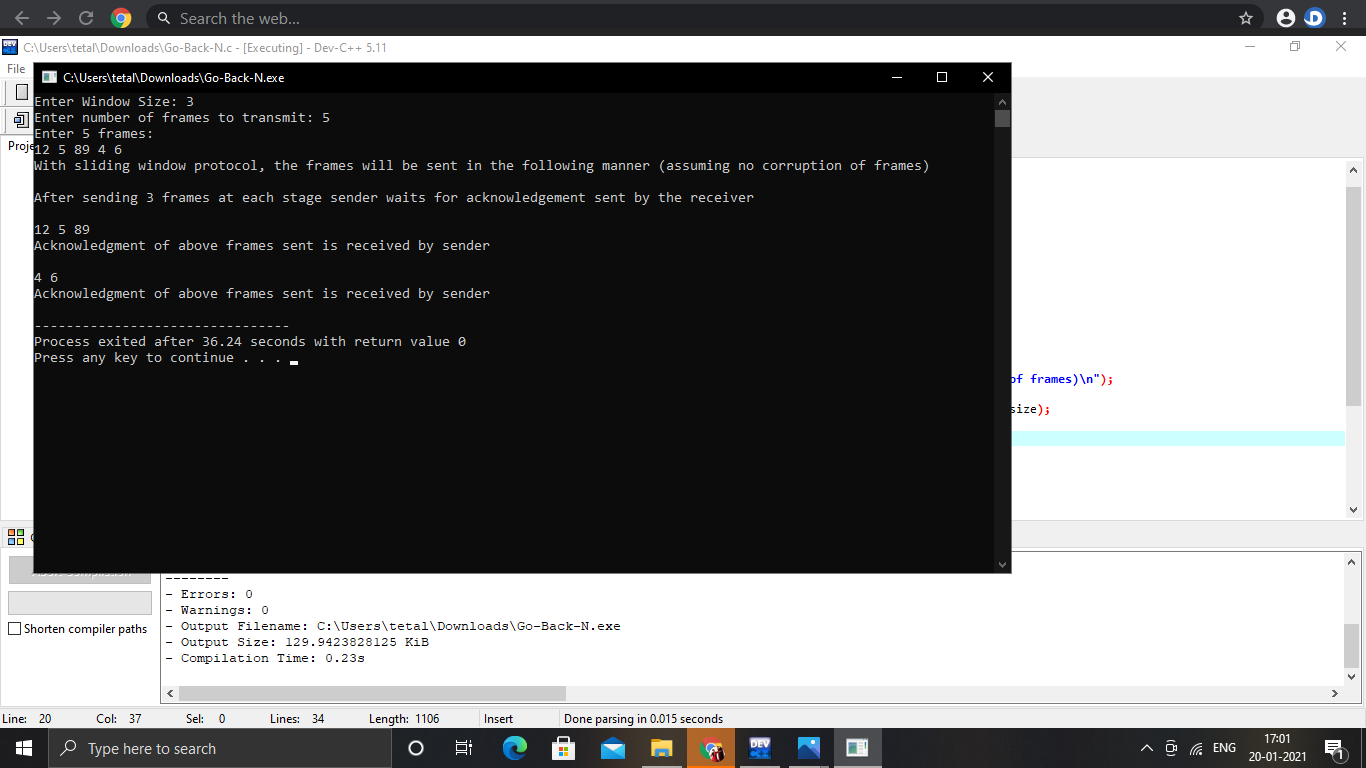 Search the web...
C:\Users\tetal\Downloads\Go-Back-N.c - [Executing] - Dev-C++ 5.11
File
C:\Users\tetal\Downloads\Go-Back-N.exe
Enter Window Size: 3
Enter number of frames to transmit: 5
Enter 5 frames:
12 5 89 4 6
With sliding window protocol, the frames will be sent in the following manner (assuming no corruption of frames)
After sending 3 frames at each stage sender waits for acknowledgement sent by the receiver
12 5 89
Acknowledgment of above frames sent is received by sender
4 6
Acknowledgment of above frames sent is received by sender
--------------------------------
Process exited after 36.24 seconds with return value 0
Press any key to continue . . .
of frames)\n");
size);
--------
- Errors: 0
- Warnings: 0
- Output Filename: C:\Users\tetal\Downloads\Go-Back-N.exe
- Output Size: 129.9423828125 KiB
- Compilation Time: 0.23s
Shorten compiler paths
Line: 20 Col: 37 Sel: 0 Lines: 34 Length: 1106 Insert Done parsing in 0.015 seconds
Type here to search
DEV
ENG
17:01
20-01-2021
1